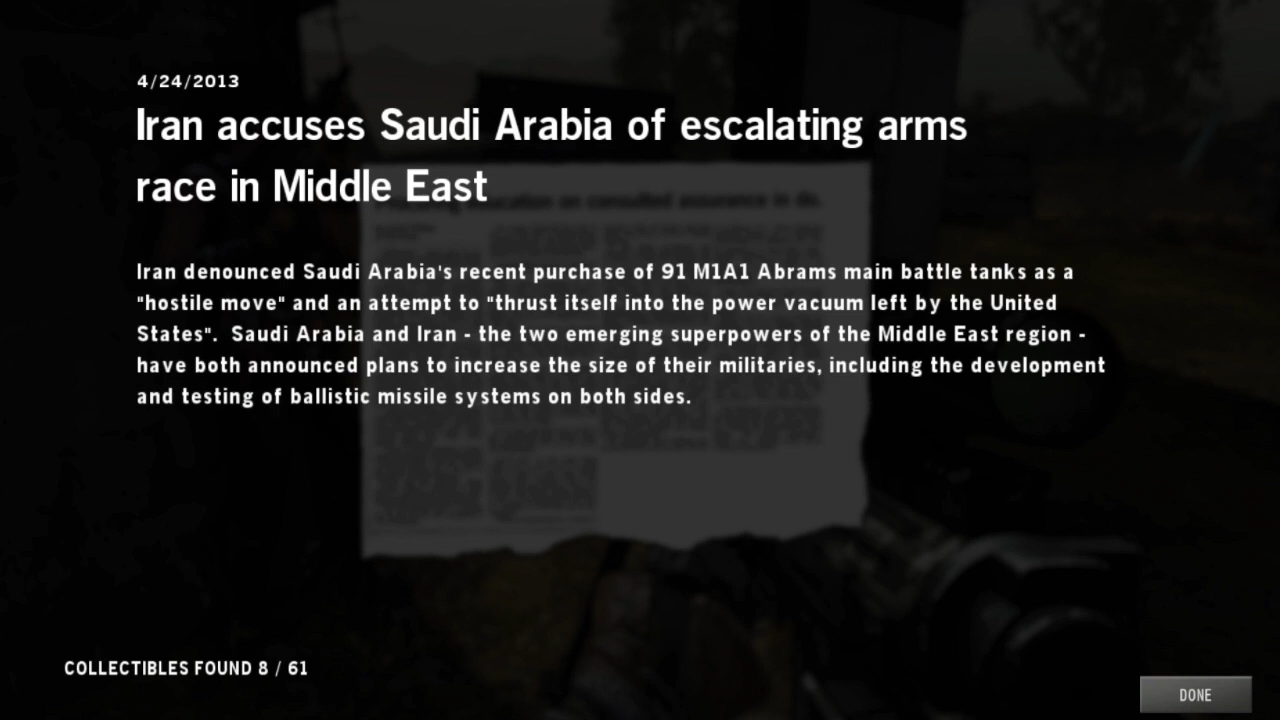 4/24/2013
Iran accuses Saudi Arabia of escalating arms
race in Middle East
Iran denounced Saudi Arabia's recent purchase of 91 M1A1 Abrams main battle tanks as a
"hostile move" and an attempt to "thrust itself into the power vacuum left by the United
States".  Saudi Arabia and Iran - the two emerging superpowers of the Middle East region -
have both announced plans to increase the size of their militaries, including the development
and testing of ballistic missile systems on both sides.
COLLECTIBLES FOUND 8 / 61
DONE